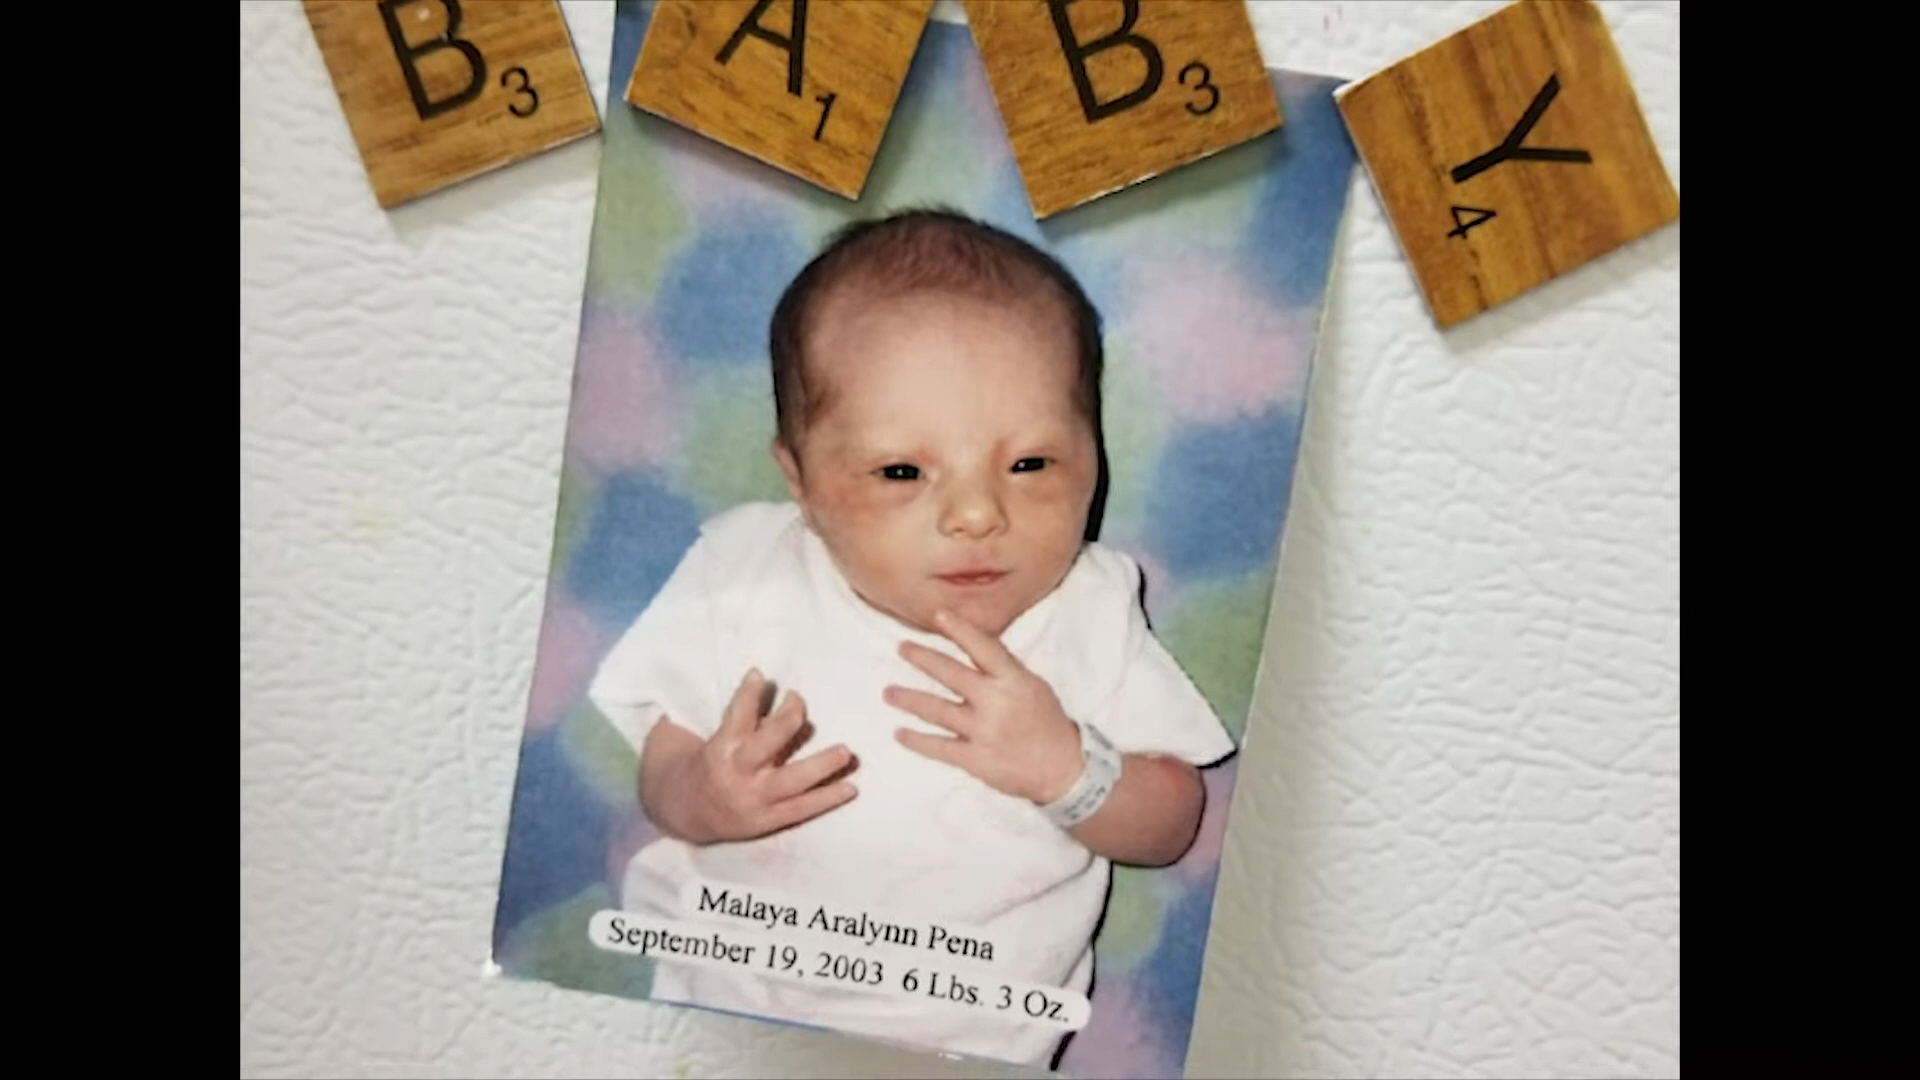 B3 A1 B3 Y4
Malaya Aralynn Pena
September 19, 2003 6 Lbs. 3 Oz.